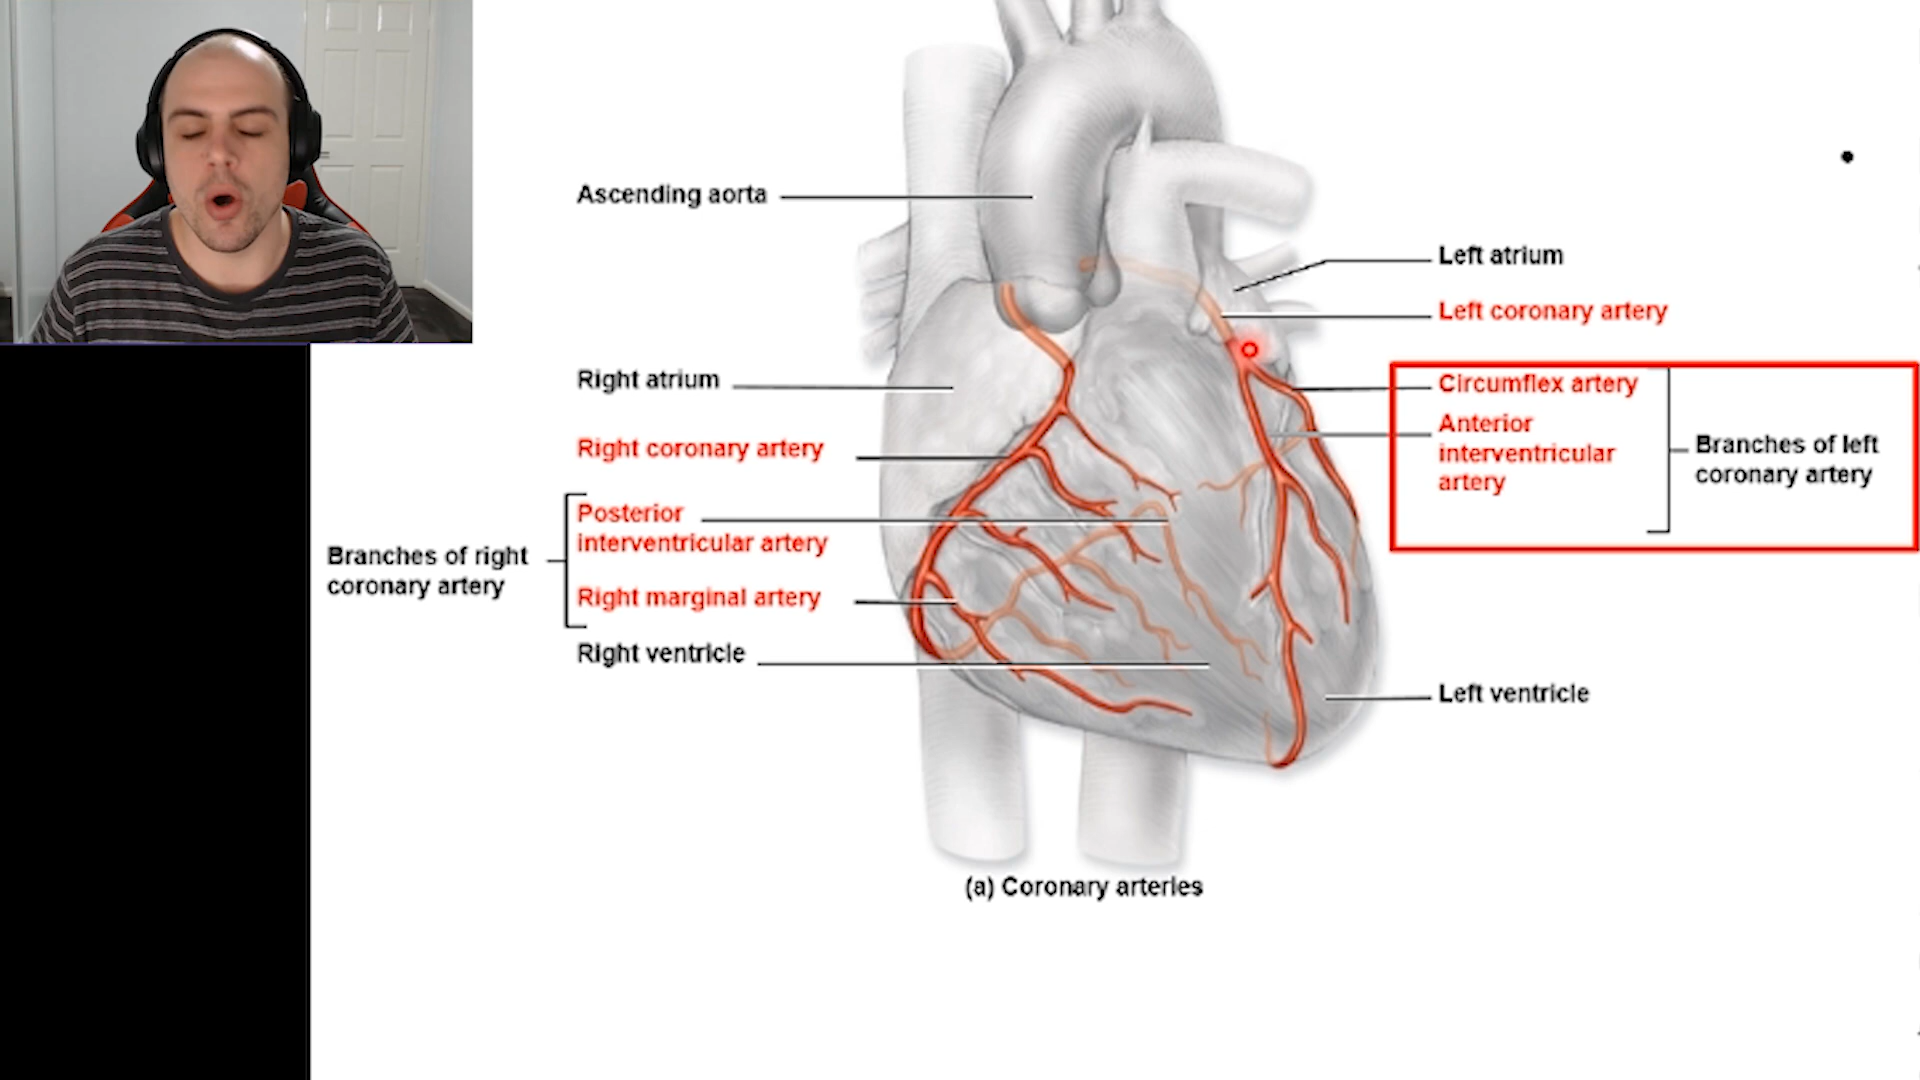 Ascending aorta
Left atrium
Left coronary artery
Right atrium
Circumflex artery
Anterior
interventricular
artery
Branches of left
coronary artery
Right coronary artery
Posterior
interventricular artery
Branches of right
coronary artery
Right marginal artery
Right ventricle
Left ventricle
(a) Coronary arteries